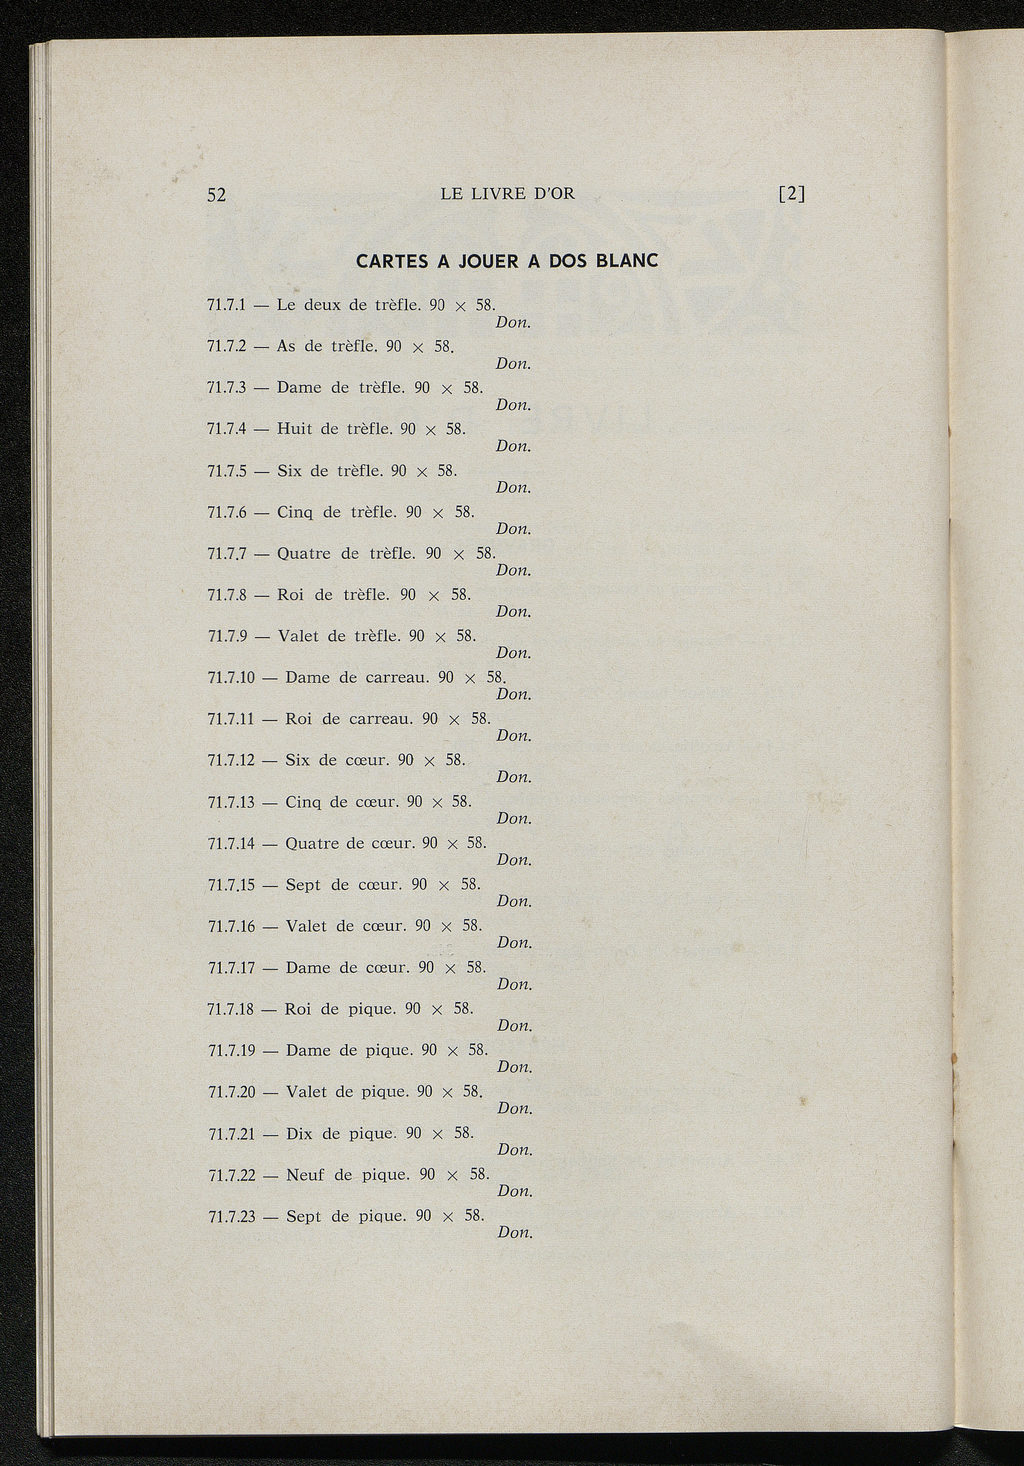 52 LE LIVRE D'OR [2]
CARTES A JOUER A DOS BLANC
71.7.1 — Le deux de trèfle. 90 × 58.
Don.
71.7.2 — As de trèfle. 90 × 58.
Don.
71.7.3 — Dame de trèfle. 90 × 58.
Don.
71.7.4 — Huit de trèfle. 90 × 58.
Don.
71.7.5 — Six de trèfle. 90 × 58.
Don.
71.7.6 — Cinq de trèfle. 90 × 58.
Don.
71.7.7 — Quatre de trèfle. 90 × 58.
Don.
71.7.8 — Roi de trèfle. 90 × 58.
Don.
71.7.9 — Valet de trèfle. 90 × 58.
Don.
71.7.10 — Dame de carreau. 90 × 58.
Don.
71.7.11 — Roi de carreau. 90 × 58.
Don.
71.7.12 — Six de cœur. 90 × 58.
Don.
71.7.13 — Cinq de cœur. 90 × 58.
Don.
71.7.14 — Quatre de cœur. 90 × 58.
Don.
71.7.15 — Sept de cœur. 90 × 58.
Don.
71.7.16 — Valet de cœur. 90 × 58.
Don.
71.7.17 — Dame de cœur. 90 × 58.
Don.
71.7.18 — Roi de pique. 90 × 58.
Don.
71.7.19 — Dame de pique. 90 × 58.
Don.
71.7.20 — Valet de pique. 90 × 58.
Don.
71.7.21 — Dix de pique. 90 × 58.
Don.
71.7.22 — Neuf de pique. 90 × 58.
Don.
71.7.23 — Sept de pique. 90 × 58.
Don.